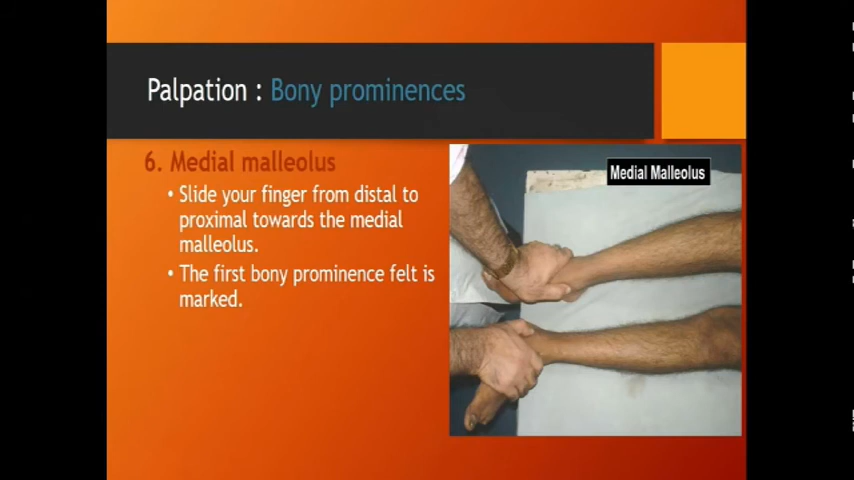 Palpation : Bony prominences
6. Medial malleolus
• Slide your finger from distal to
proximal towards the medial
malleolus.
• The first bony prominence felt is
marked.
Medial Malleolus